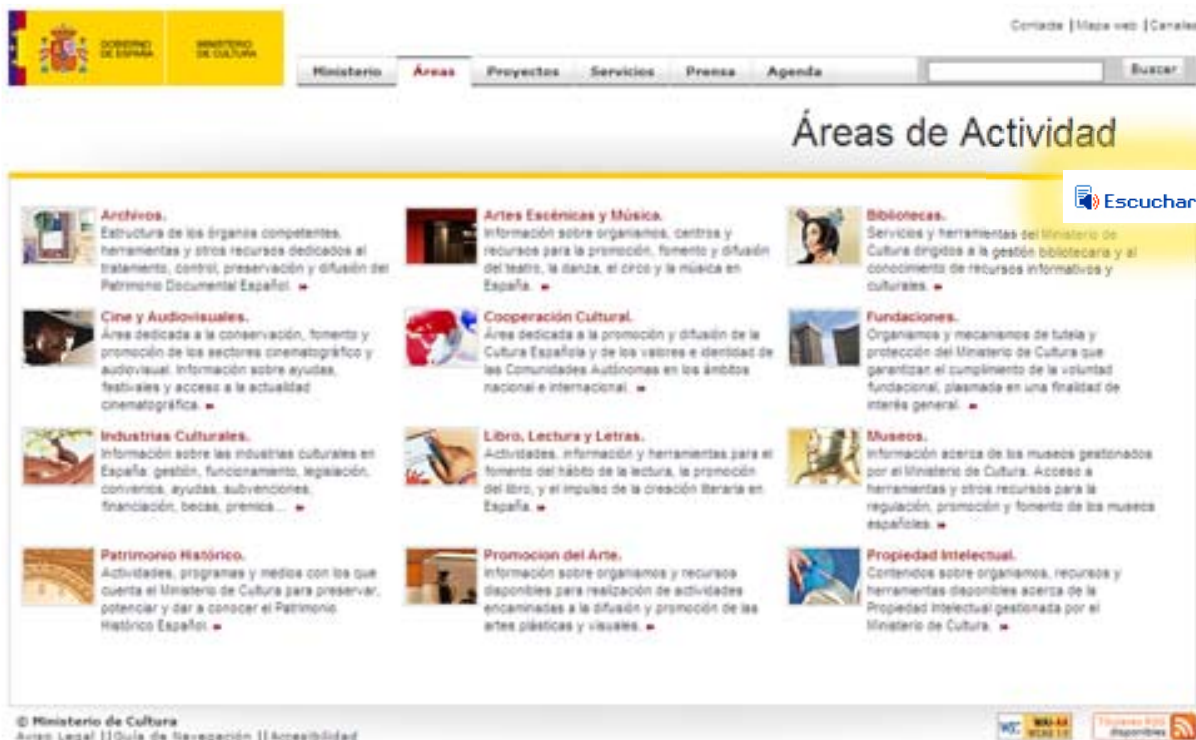 GOBIERNO
DE ESPAÑA
MINISTERIO
DE CULTURA
Contacte | Mapa web | Canales
Ministerio Áreas Proyectos Servicios Prensa Agenda Buscar
Áreas de Actividad
Escuchar
Archivos.
Estructura de los órganos competentes,
herramientas y otros recursos dedicados al
tratamiento, control, preservación y difusión del
Patrimonio Documental Español.
Artes Escénicas y Música.
Información sobre organismos, centros y
recursos para la promoción, fomento y difusión
del teatro, la danza, el circo y la música en
España.
Bibliotecas.
Servicios y herramientas del Ministerio de
Cultura dirigidos a la gestión bibliotecaria y al
conocimiento de recursos informativos y
culturales.
Cine y Audiovisuales.
Área dedicada a la conservación, fomento y
promoción de los sectores cinematográfico y
audiovisual. Información sobre ayudas,
festivales y acceso a la actualidad
cinematográfica.
Cooperación Cultural.
Área dedicada a la promoción y difusión de la
Cultura Española y de los valores e identidad de
las Comunidades Autónomas en los ámbitos
nacional e internacional.
Fundaciones.
Organismos y mecanismos de tutela y
protección del Ministerio de Cultura que
garantizan el cumplimiento de la voluntad
fundacional, plasmada en una finalidad de
interés general.
Industrias Culturales.
Información sobre las industrias culturales en
España: gestión, funcionamiento, legislación,
convenios, ayudas, subvenciones,
financiación, becas, premios...
Libro, Lectura y Letras.
Actividades, información y herramientas para el
fomento del hábito de la lectura, la promoción
del libro, y el impulso de la creación literaria en
España.
Museos.
Información acerca de los museos gestionados
por el Ministerio de Cultura. Acceso a
herramientas y otros recursos para la
regulación, promoción y fomento de los museos
españoles.
Patrimonio Histórico.
Actividades, programas y medios con los que
cuenta el Ministerio de Cultura para preservar,
potenciar y dar a conocer el Patrimonio
Histórico Español.
Promocion del Arte.
Información sobre organismos y recursos
disponibles para realización de actividades
encaminadas a la difusión y promoción de las
artes plásticas y visuales.
Propiedad Intelectual.
Contenidos sobre organismos, recursos y
herramientas disponibles acerca de la
Propiedad Intelectual gestionada por el
Ministerio de Cultura.
© Ministerio de Cultura
Aviso Legal || Guía de Navegación || Accesibilidad
W3C WAI-AA
WCAG 1.0
Titulares RSS
disponibles